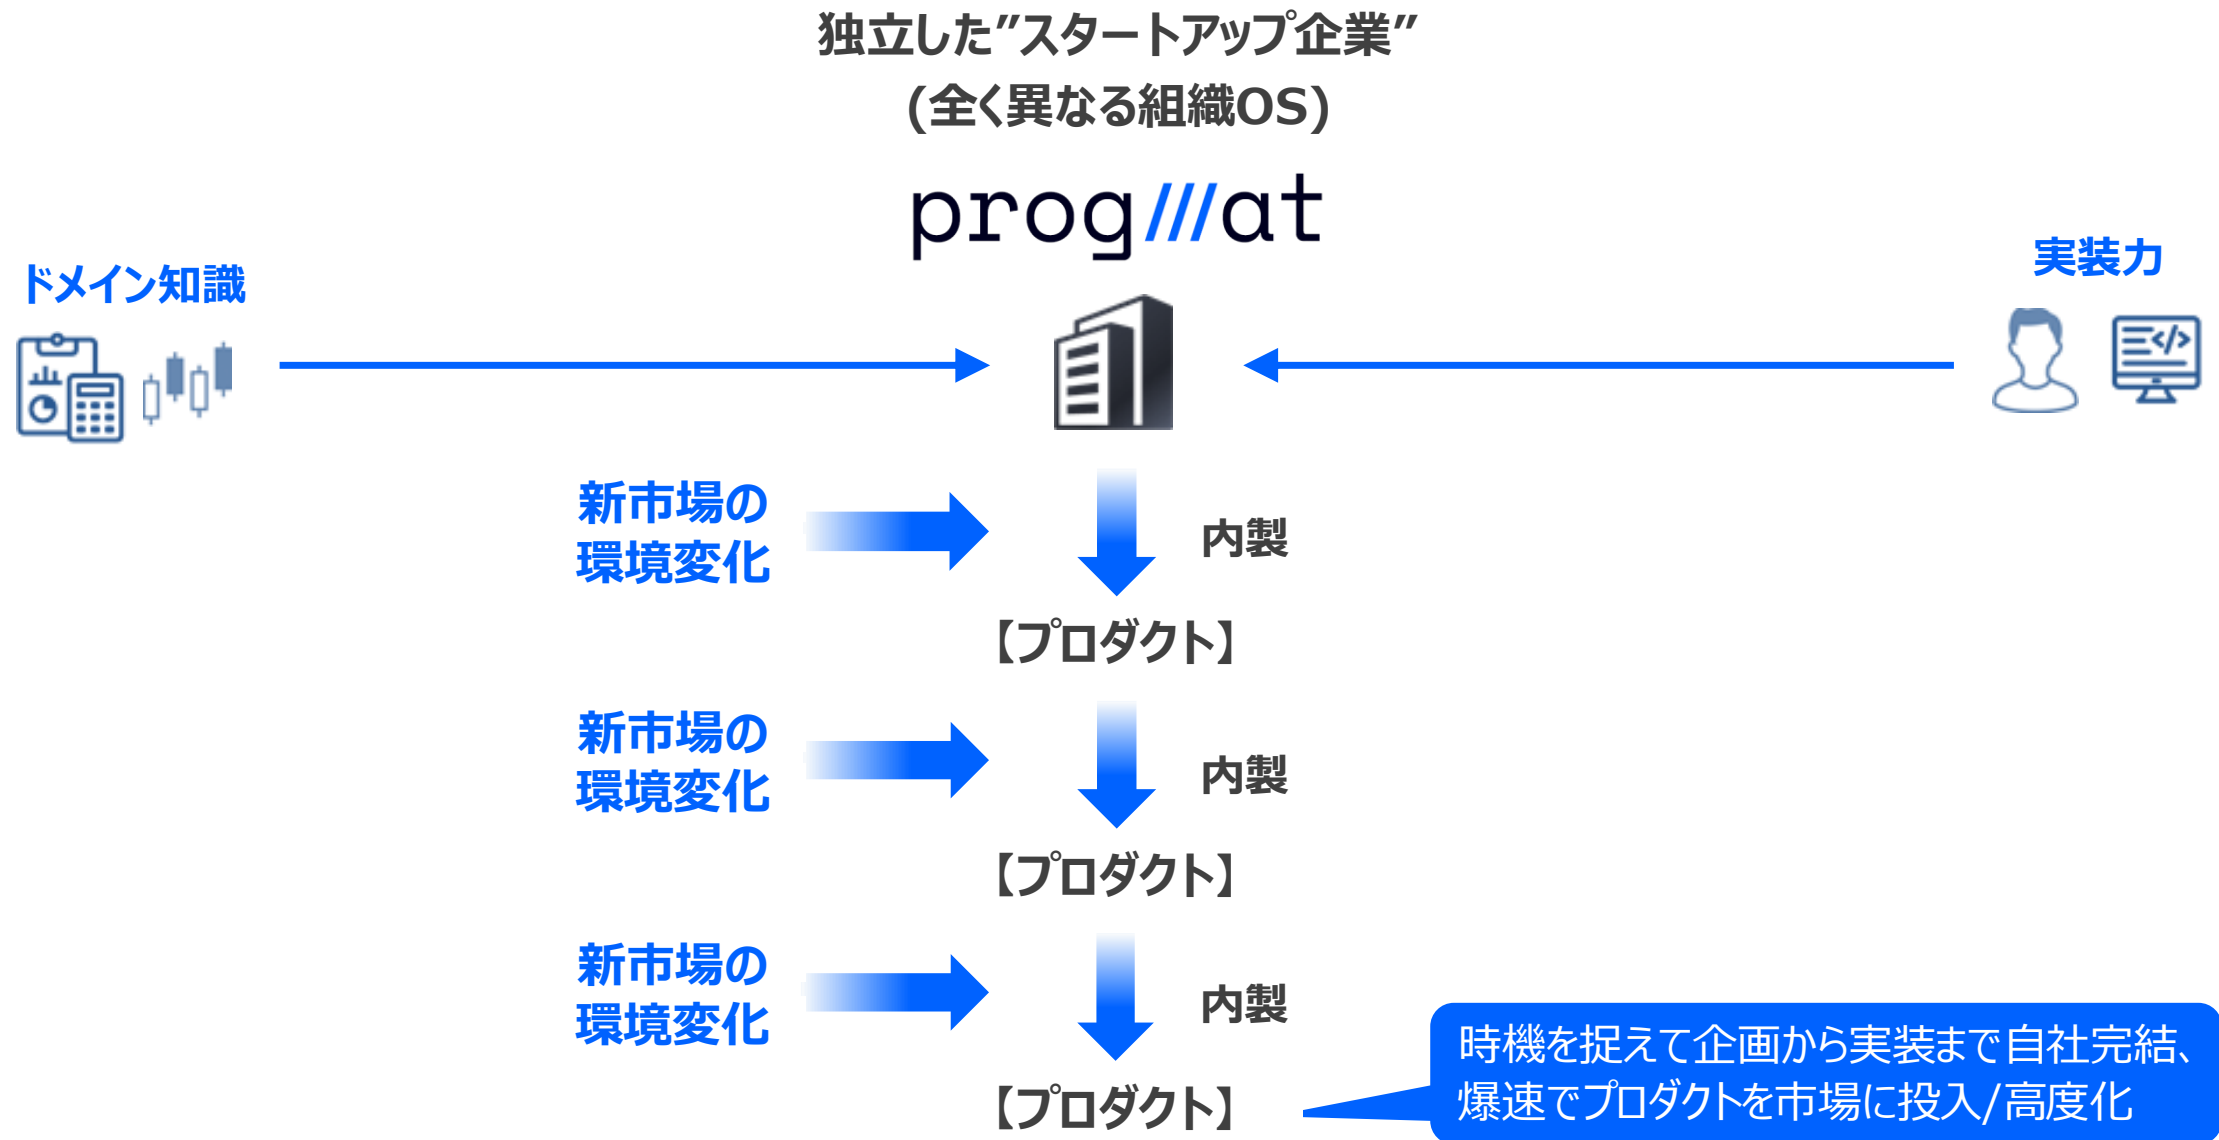 独立した”スタートアップ企業”
(全く異なる組織OS)
prog///at
ドメイン知識
実装力
</>
新市場の
環境変化
内製
【プロダクト】
新市場の
環境変化
内製
【プロダクト】
新市場の
環境変化
内製
【プロダクト】
時機を捉えて企画から実装まで自社完結、
爆速でプロダクトを市場に投入/高度化